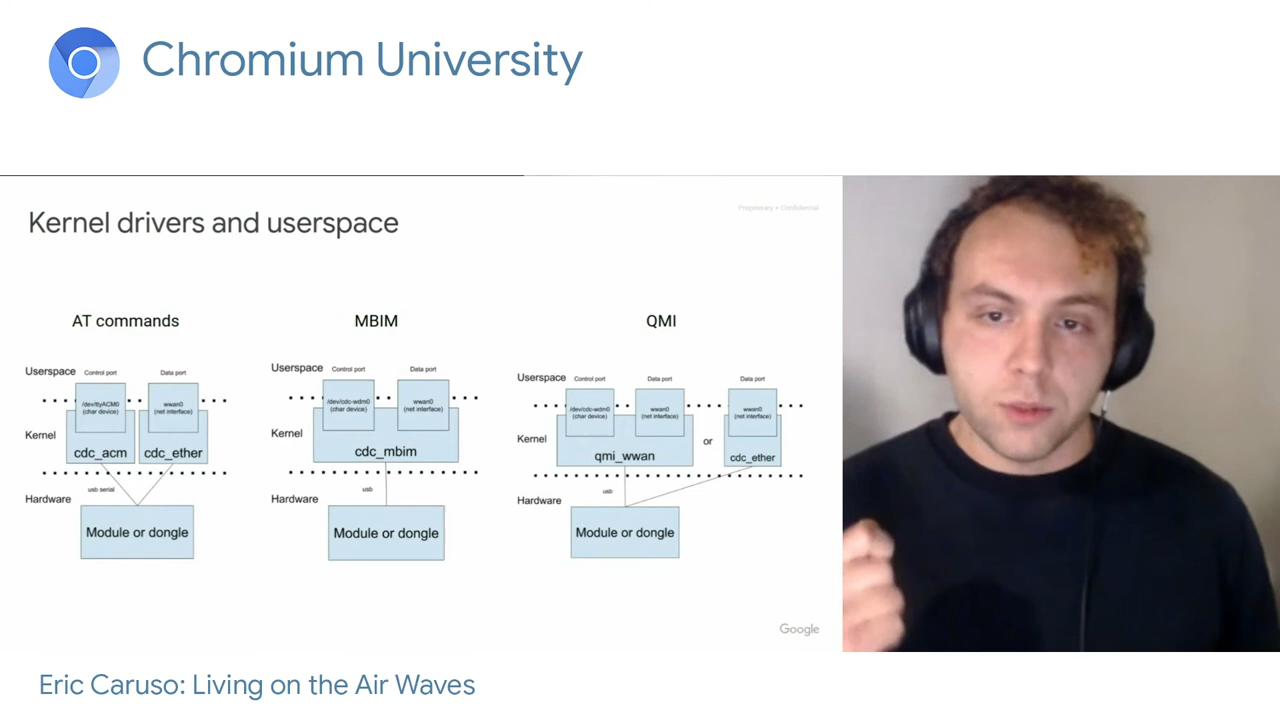 Chromium University
Proprietary + Confidential
Kernel drivers and userspace
AT commands
MBIM
QMI
Userspace
Control port
Data port
/dev/ttyACM0
(char device)
wwan0
(net interface)
Kernel
cdc_acm
cdc_ether
usb serial
Hardware
Module or dongle
Userspace
Control port
Data port
/dev/cdc-wdm0
(char device)
wwan0
(net interface)
Kernel
cdc_mbim
usb
Hardware
Module or dongle
Userspace
Control port
Data port
Data port
/dev/cdc-wdm0
(char device)
wwan0
(net interface)
wwan0
(net interface)
Kernel
qmi_wwan
or
cdc_ether
usb
Hardware
Module or dongle
Google
Eric Caruso: Living on the Air Waves